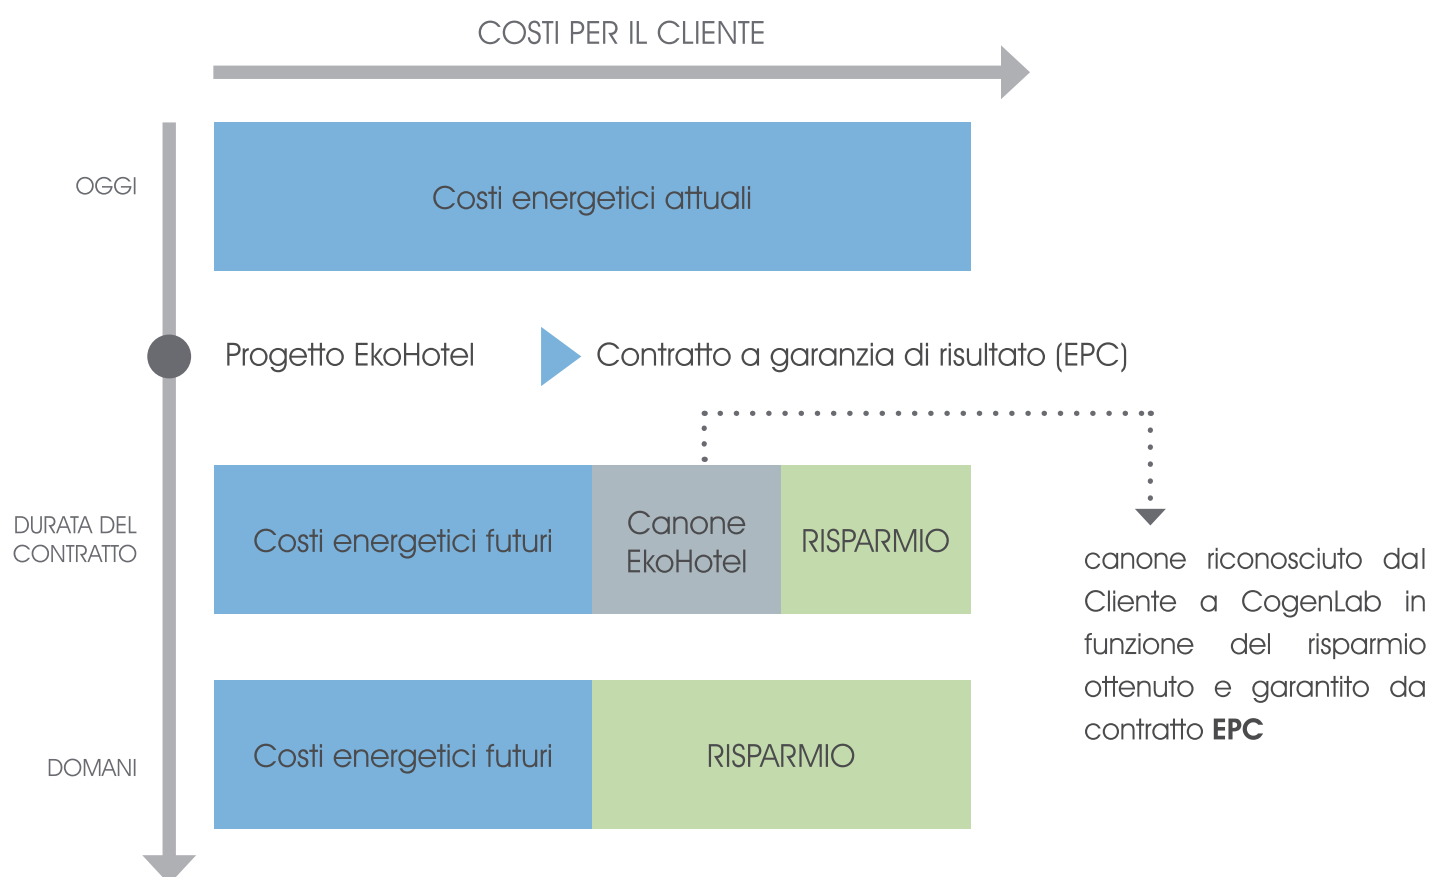 COSTI PER IL CLIENTE
OGGI
Costi energetici attuali
Progetto EkoHotel
Contratto a garanzia di risultato (EPC)
DURATA DEL
CONTRATTO
Costi energetici futuri
Canone
EkoHotel
RISPARMIO
canone riconosciuto dal
Cliente a CogenLab in
funzione del risparmio
ottenuto e garantito da
contratto EPC
DOMANI
Costi energetici futuri
RISPARMIO